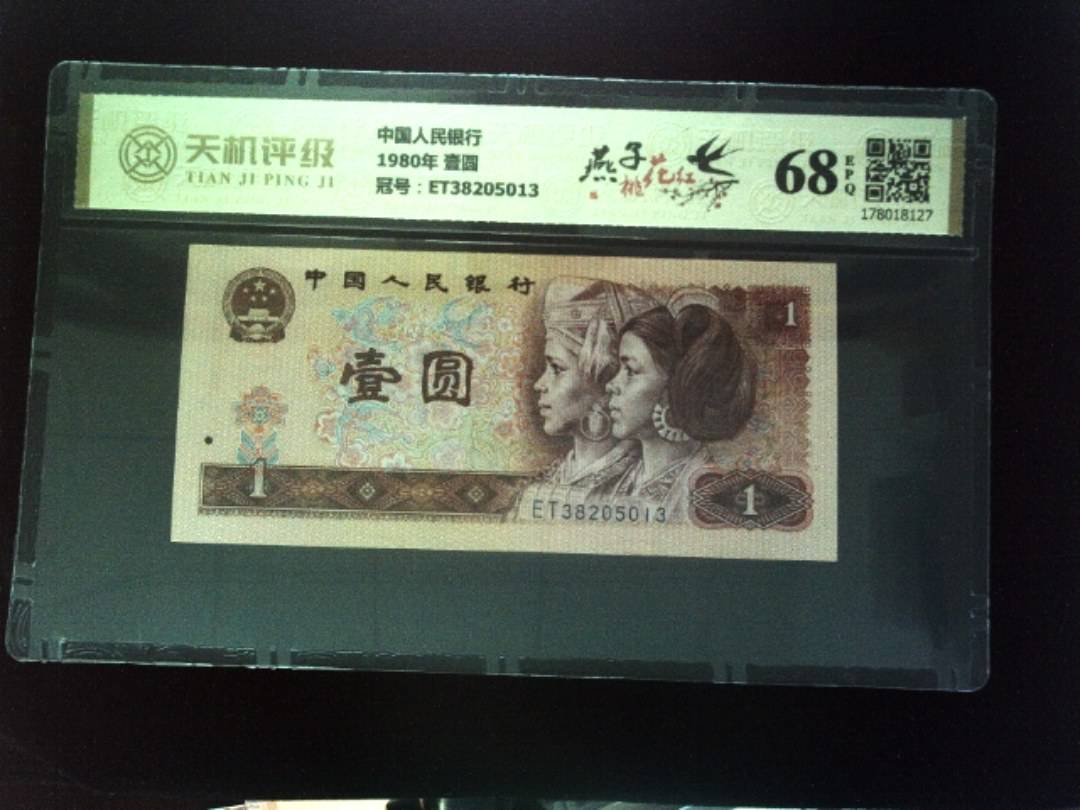 天机评级
TIAN JI PING JI
中国人民银行
1980年 壹圆
冠号：ET38205013
燕子
桃花红
68
EPQ
178018127
中国人民银行
1
壹圆
1
ET38205013
1